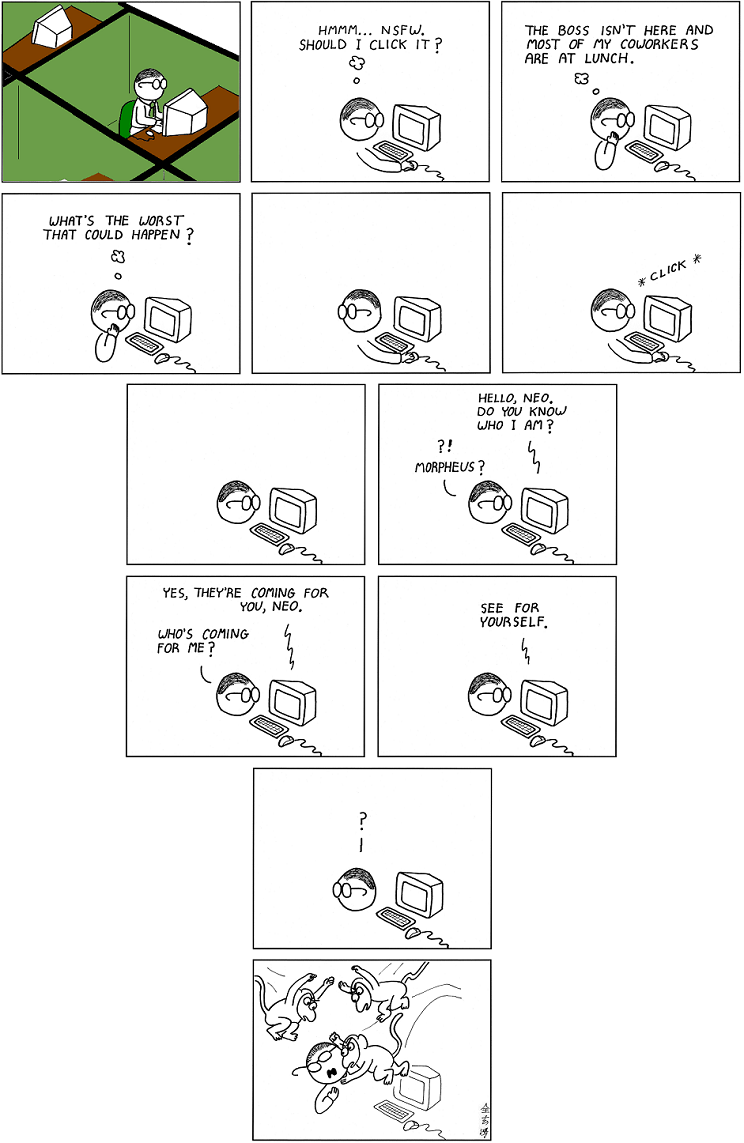 HMMM... NSFW.
SHOULD I CLICK IT?
THE BOSS ISN'T HERE AND
MOST OF MY COWORKERS
ARE AT LUNCH.
WHAT'S THE WORST
THAT COULD HAPPEN?
*CLICK*
HELLO, NEO.
DO YOU KNOW
WHO I AM?
?!
MORPHEUS?
YES, THEY'RE COMING FOR
YOU, NEO.
WHO'S COMING
FOR ME?
SEE FOR
YOURSELF.
?